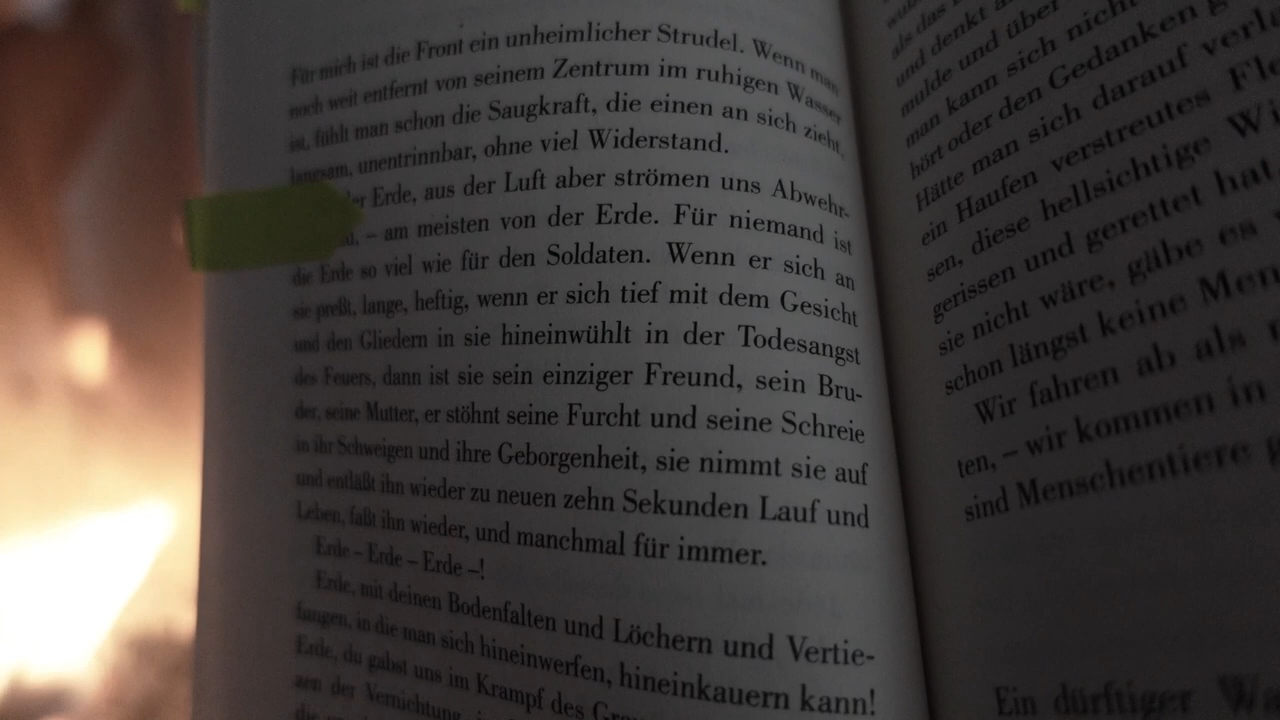 Für mich ist die Front ein unheimlicher Strudel. Wenn man
noch weit entfernt von seinem Zentrum im ruhigen Wasser
ist, fühlt man schon die Saugkraft, die einen an sich zieht,
langsam, unentrinnbar, ohne viel Widerstand.
Erde, aus der Luft aber strömen uns Abwehr-
– am meisten von der Erde. Für niemand ist
die Erde so viel wie für den Soldaten. Wenn er sich an
sie preßt, lange, heftig, wenn er sich tief mit dem Gesicht
und den Gliedern in sie hineinwühlt in der Todesangst
des Feuers, dann ist sie sein einziger Freund, sein Bru-
der, seine Mutter, er stöhnt seine Furcht und seine Schreie
in ihr Schweigen und ihre Geborgenheit, sie nimmt sie auf
und entläßt ihn wieder zu neuen zehn Sekunden Lauf und
Leben, faßt ihn wieder, und manchmal für immer.
Erde – Erde – Erde –!
Erde, mit deinen Bodenfalten und Löchern und Vertie-
fungen, in die man sich hineinwerfen, hineinkauern kann!
Erde, du gabst uns im Krampf des
zen der Vernichtung
als das
und denkt
mulde und über
man kann sich nicht
hört oder den Gedanken
Hätte man sich darauf verla
ein Haufen verstreutes Fle
sen, diese hellsichtige Wi
gerissen und gerettet hat
sie nicht wäre, gäbe es
schon längst keine Men
Wir fahren ab als
ten, – wir kommen in
sind Menschentiere
Ein dürftiger Wa